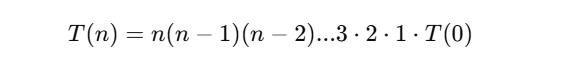 T(n) = n(n − 1)(n − 2)...3 · 2 · 1 · T(0)